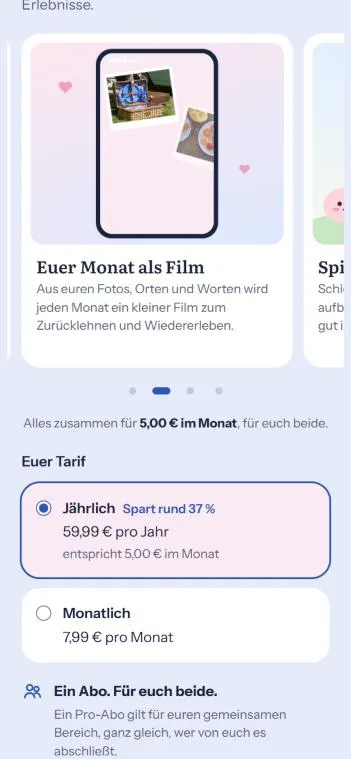 Erlebnisse.
Euer Monat als Film
Aus euren Fotos, Orten und Worten wird
jeden Monat ein kleiner Film zum
Zurücklehnen und Wiedererleben.
Spi
Schi
aufb
gut i
Alles zusammen für 5,00 € im Monat, für euch beide.
Euer Tarif
Jährlich Spart rund 37 %
59,99 € pro Jahr
entspricht 5,00 € im Monat
Monatlich
7,99 € pro Monat
Ein Abo. Für euch beide.
Ein Pro-Abo gilt für euren gemeinsamen
Bereich, ganz gleich, wer von euch es
abschließt.